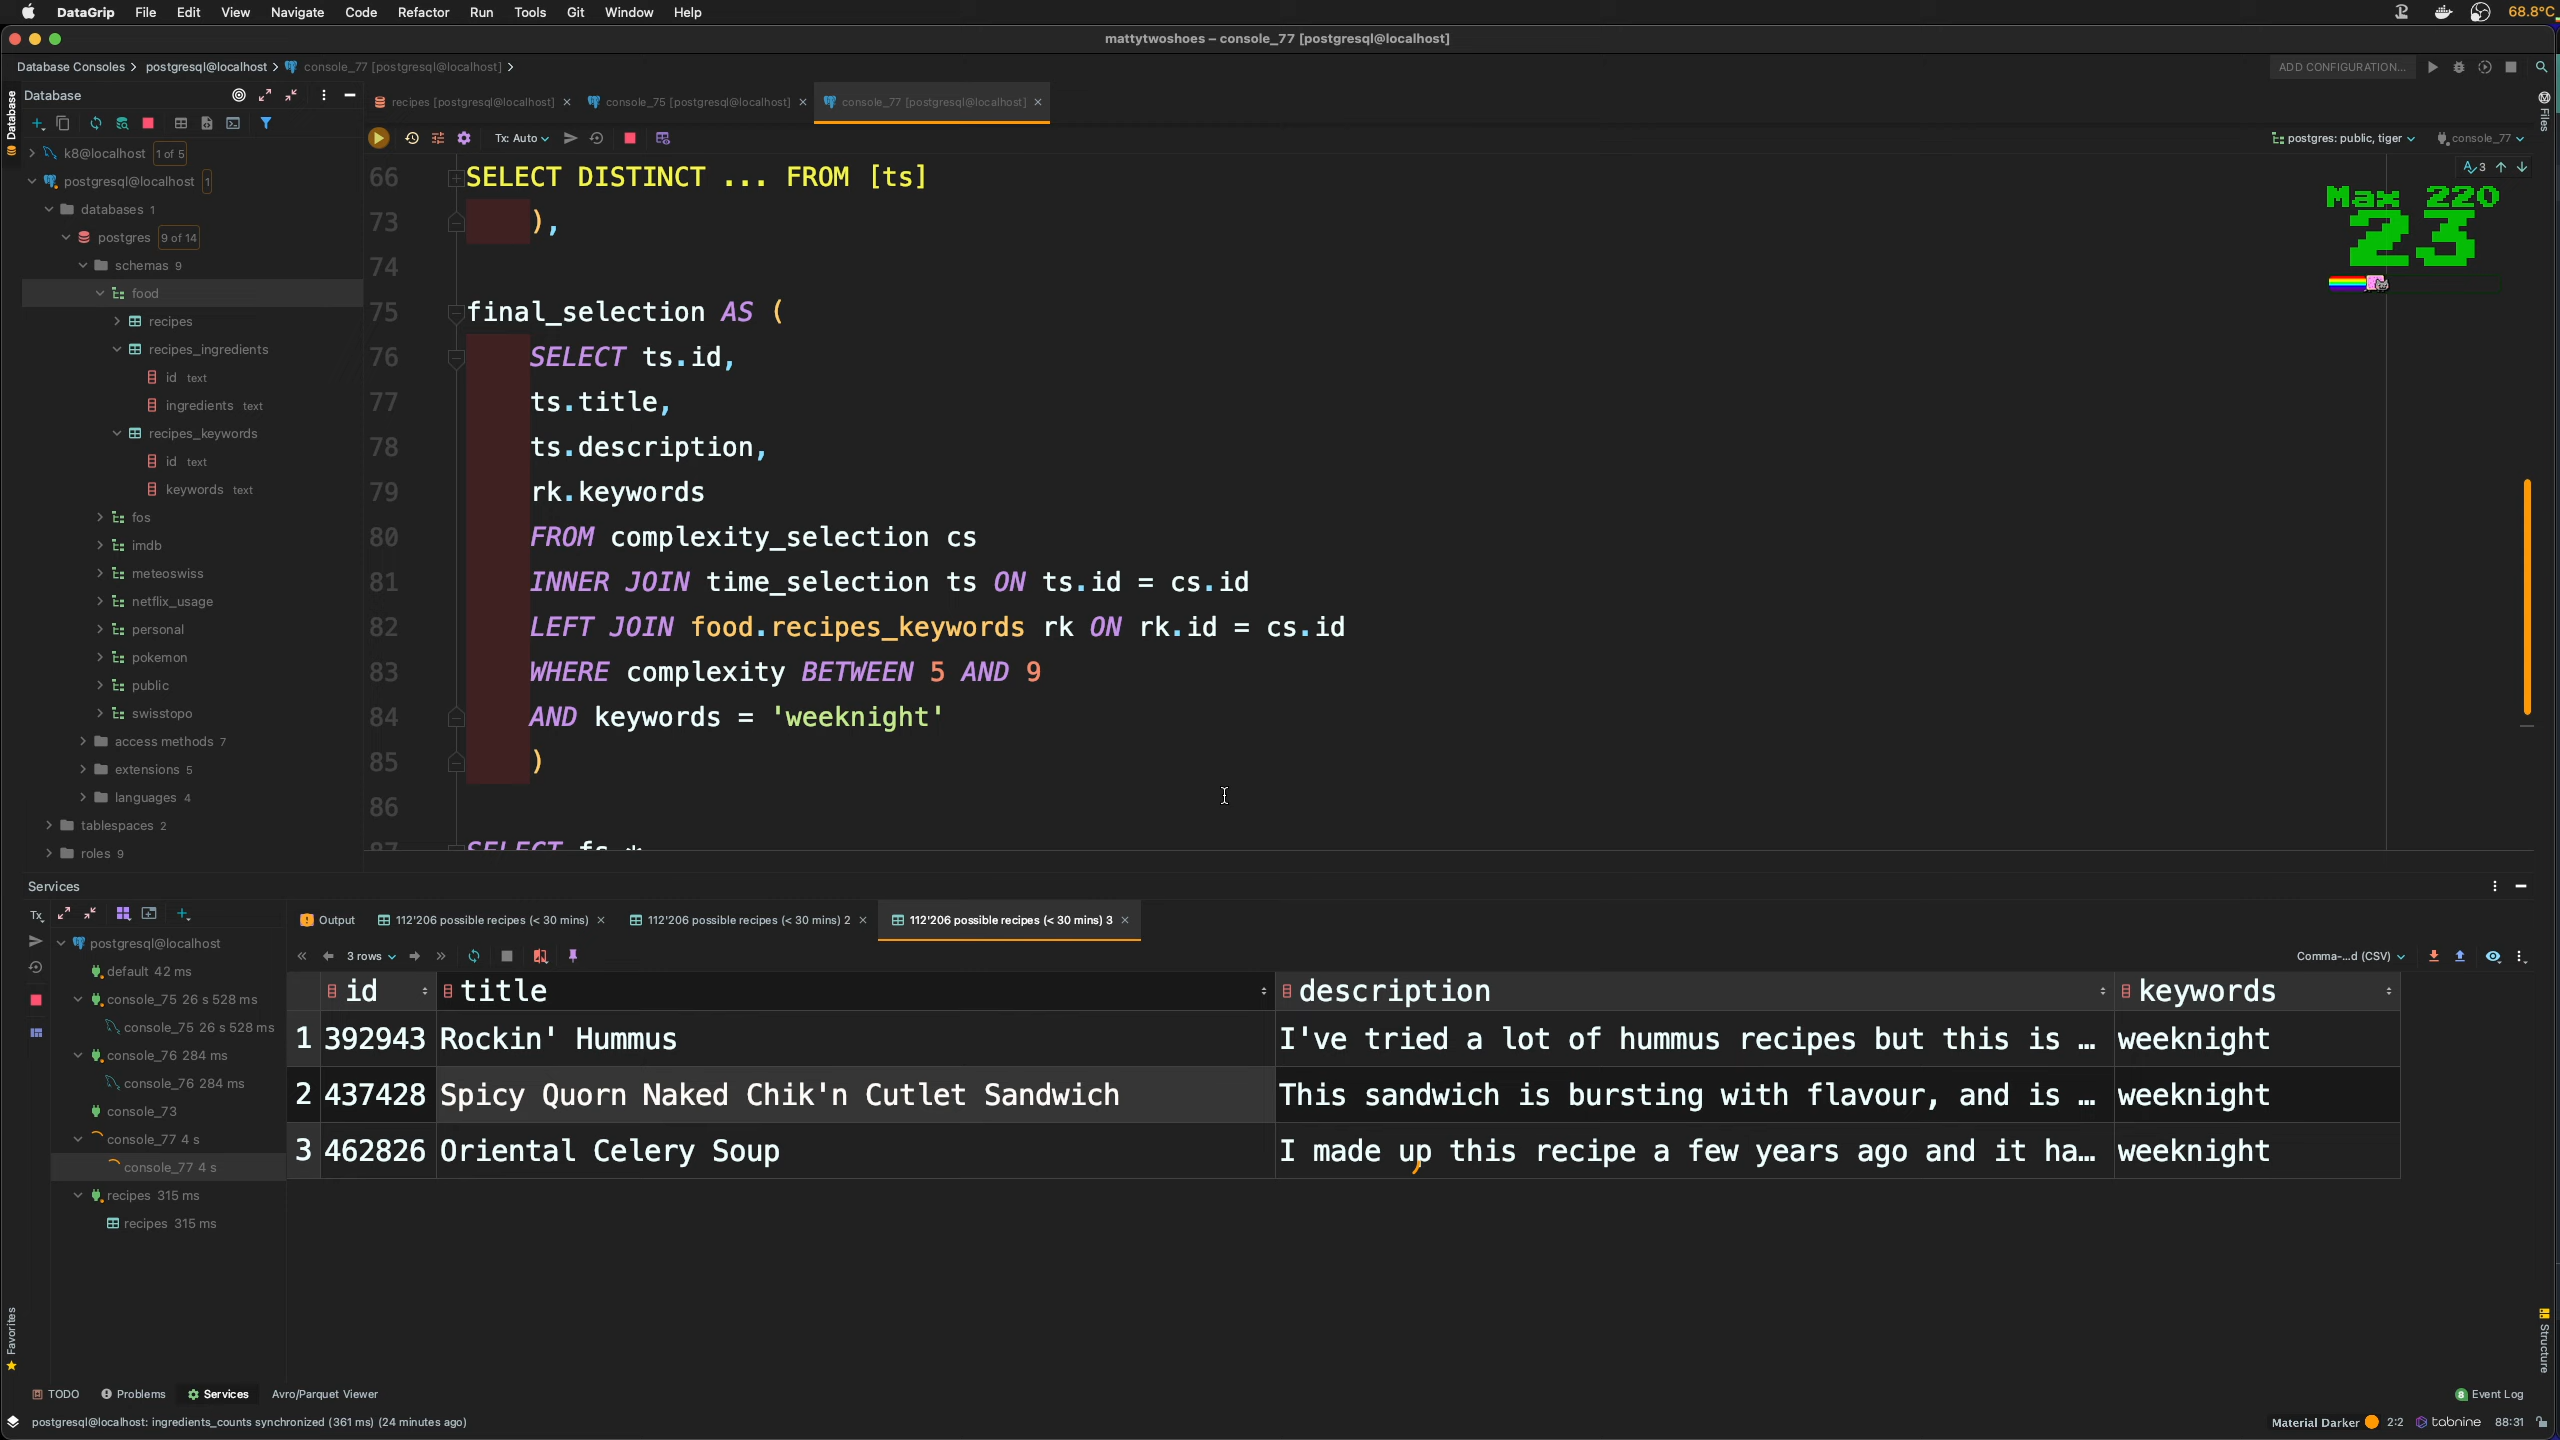 DataGrip File Edit View Navigate Code Refactor Run Tools Git Window Help
68.8°C
mattytwoshoes – console_77 [postgresql@localhost]
Database Consoles postgresql@localhost console_77 [postgresql@localhost]
ADD CONFIGURATION...
Database
Database
Files
recipes [postgresql@localhost] console_75 [postgresql@localhost] console_77 [postgresql@localhost]
Tx: Auto
postgres: public, tiger console_77
3
Max 220
23
k8@localhost 1 of 5
postgresql@localhost 1
databases 1
postgres 9 of 14
schemas 9
food
recipes
recipes_ingredients
id text
ingredients text
recipes_keywords
id text
keywords text
fos
imdb
meteoswiss
netflix_usage
personal
pokemon
public
swisstopo
access methods 7
extensions 5
languages 4
tablespaces 2
roles 9
66 SELECT DISTINCT ... FROM [ts]
73 ),
74
75 final_selection AS (
76 SELECT ts.id,
77 ts.title,
78 ts.description,
79 rk.keywords
80 FROM complexity_selection cs
81 INNER JOIN time_selection ts ON ts.id = cs.id
82 LEFT JOIN food.recipes_keywords rk ON rk.id = cs.id
83 WHERE complexity BETWEEN 5 AND 9
84 AND keywords = 'weeknight'
85 )
86
87 SELECT fs.*
Services
Tx
Output 112'206 possible recipes (< 30 mins) 112'206 possible recipes (< 30 mins) 2 112'206 possible recipes (< 30 mins) 3
3 rows
Comma-...d (CSV)
postgresql@localhost
default 42 ms
console_75 26 s 528 ms
console_75 26 s 528 ms
console_76 284 ms
console_76 284 ms
console_73
console_77 4 s
console_77 4 s
recipes 315 ms
recipes 315 ms
id title description keywords
1 392943 Rockin' Hummus I've tried a lot of hummus recipes but this is … weeknight
2 437428 Spicy Quorn Naked Chik'n Cutlet Sandwich This sandwich is bursting with flavour, and is … weeknight
3 462826 Oriental Celery Soup I made up this recipe a few years ago and it ha… weeknight
Favorites
Structure
TODO Problems Services Avro/Parquet Viewer
8 Event Log
postgresql@localhost: ingredients_counts synchronized (361 ms) (24 minutes ago)
Material Darker 2:2 tabnine 88:31